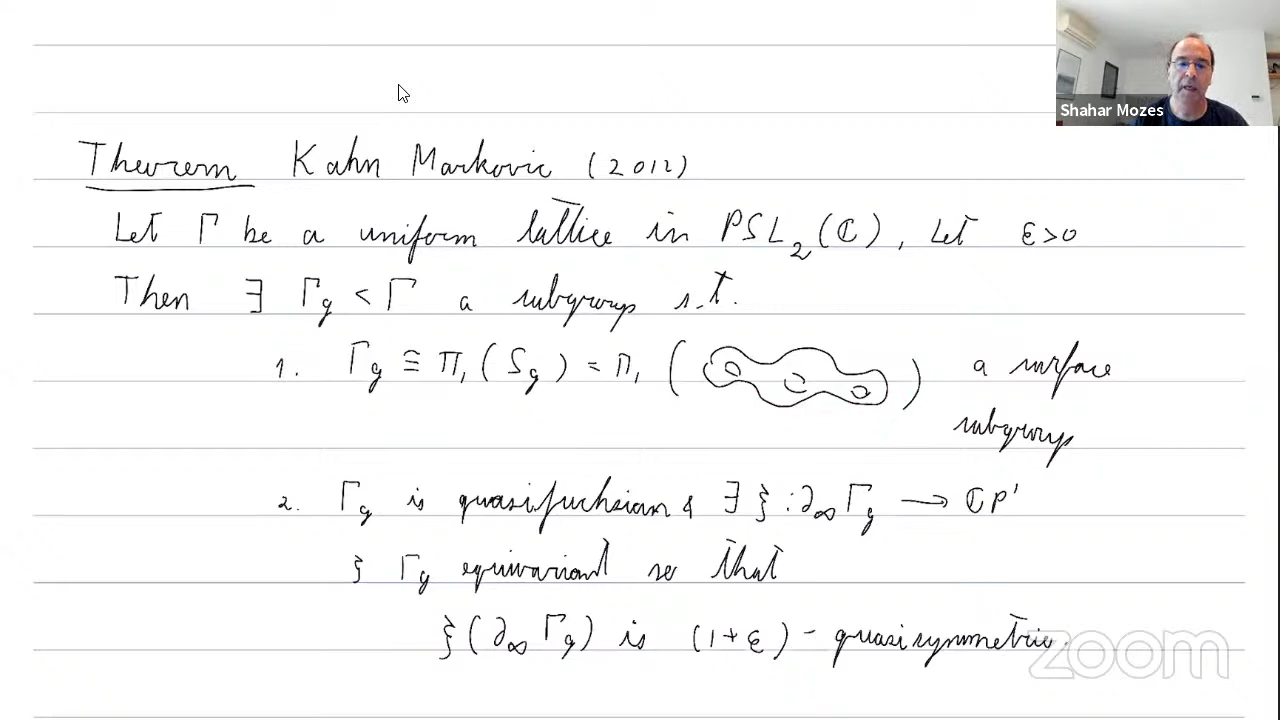 Shahar Mozes
Theorem Kahn Markovic (2012)
Let Γ be a uniform lattice in PSL₂(ℂ), Let ε>0
Then ∃ Γg < Γ a subgroup s.t.
1. Γg ≅ π₁(Sg) = π₁( ) a surface
subgroup
2. Γg is quasifuchsian & ∃ ξ : ∂∞Γg → ℂP¹
ξ Γg equivariant so that
ξ(∂∞ Γg) is (1+ε)-quasisymmetric.
zoom